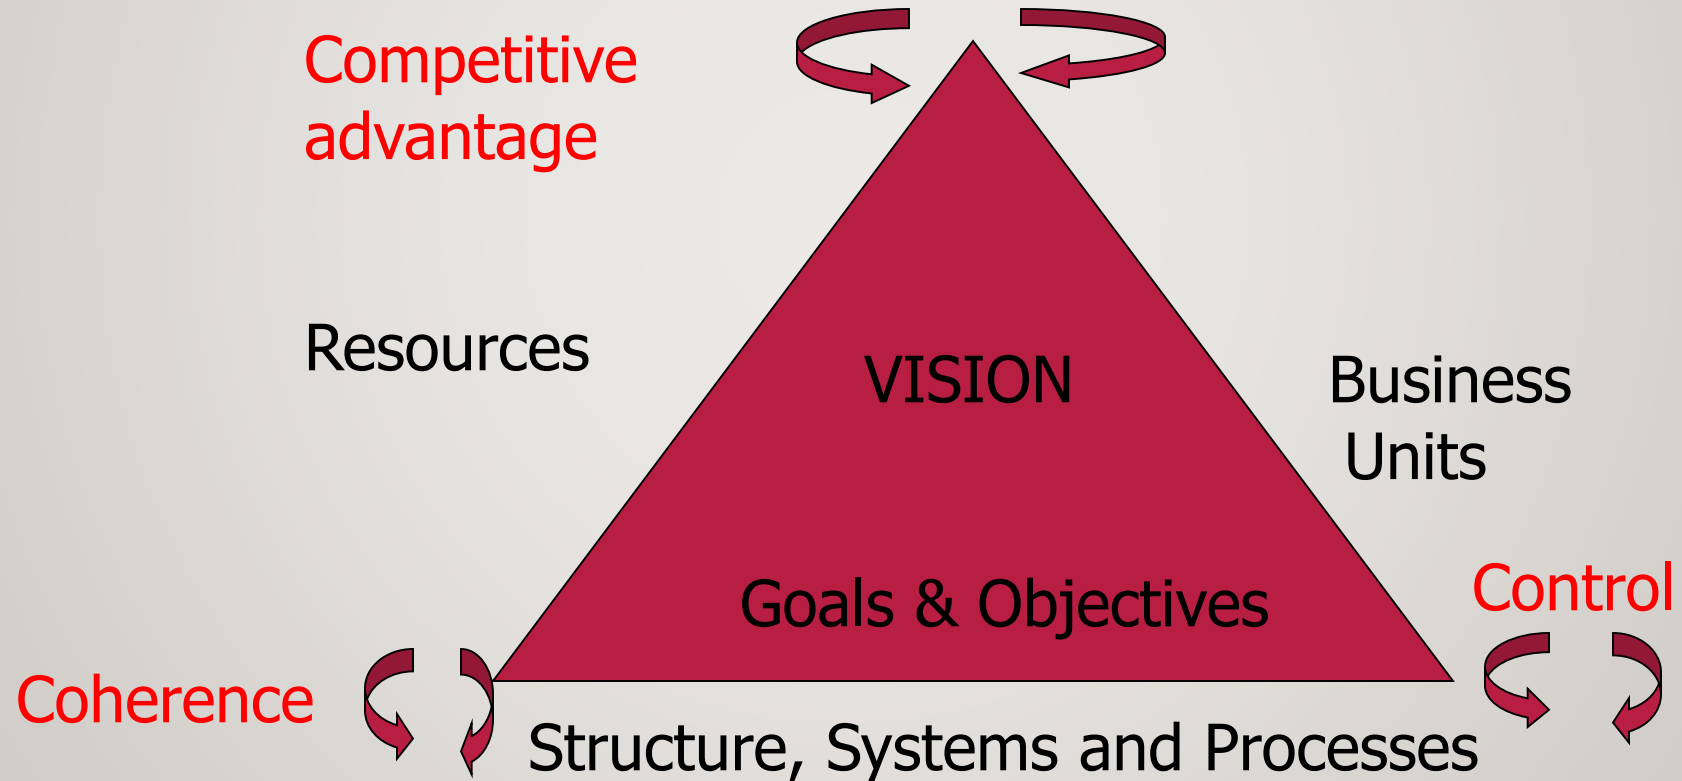 Competitive
advantage
Resources
VISION
Business
Units
Goals & Objectives
Control
Coherence
Structure, Systems and Processes